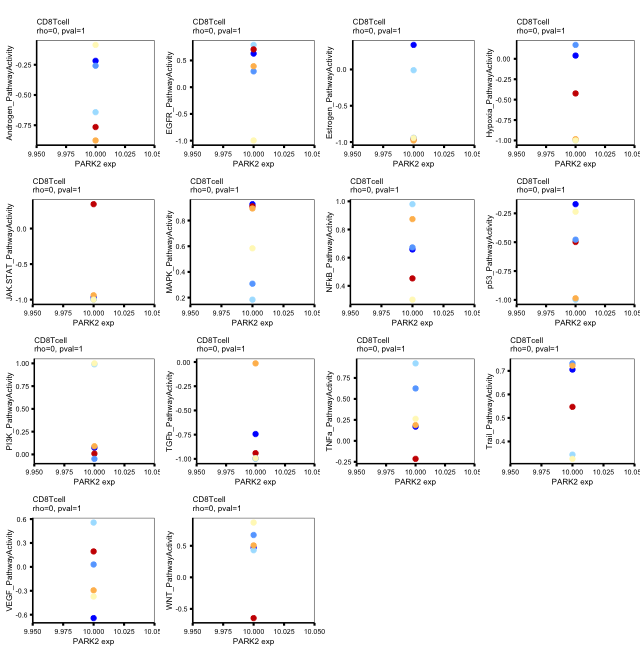 CD8Tcell
rho=0, pval=1
Androgen_PathwayActivity
-0.25
-0.50
-0.75
9.950 9.975 10.000 10.025 10.05
PARK2 exp
CD8Tcell
rho=0, pval=1
EGFR_PathwayActivity
0.5
0.0
-0.5
-1.0
9.950 9.975 10.000 10.025 10.05
PARK2 exp
CD8Tcell
rho=0, pval=1
Estrogen_PathwayActivity
0.0
-0.5
-1.0
9.950 9.975 10.000 10.025 10.05
PARK2 exp
CD8Tcell
rho=0, pval=1
Hypoxia_PathwayActivity
0.00
-0.25
-0.50
-0.75
-1.00
9.950 9.975 10.000 10.025 10.05
PARK2 exp
CD8Tcell
rho=0, pval=1
JAK.STAT_PathwayActivity
0.0
-0.5
-1.0
9.950 9.975 10.000 10.025 10.05
PARK2 exp
CD8Tcell
rho=0, pval=1
MAPK_PathwayActivity
0.8
0.6
0.4
0.2
9.950 9.975 10.000 10.025 10.05
PARK2 exp
CD8Tcell
rho=0, pval=1
NFkB_PathwayActivity
1.0
0.8
0.6
0.4
9.950 9.975 10.000 10.025 10.05
PARK2 exp
CD8Tcell
rho=0, pval=1
p53_PathwayActivity
-0.25
-0.50
-0.75
-1.00
9.950 9.975 10.000 10.025 10.05
PARK2 exp
CD8Tcell
rho=0, pval=1
PI3K_PathwayActivity
1.00
0.75
0.50
0.25
0.00
9.950 9.975 10.000 10.025 10.05
PARK2 exp
CD8Tcell
rho=0, pval=1
TGFb_PathwayActivity
0.00
-0.25
-0.50
-0.75
-1.00
9.950 9.975 10.000 10.025 10.05
PARK2 exp
CD8Tcell
rho=0, pval=1
TNFa_PathwayActivity
0.75
0.50
0.25
0.00
-0.25
9.950 9.975 10.000 10.025 10.05
PARK2 exp
CD8Tcell
rho=0, pval=1
Trail_PathwayActivity
0.7
0.6
0.5
0.4
9.950 9.975 10.000 10.025 10.05
PARK2 exp
CD8Tcell
rho=0, pval=1
VEGF_PathwayActivity
0.6
0.3
0.0
-0.3
-0.6
9.950 9.975 10.000 10.025 10.05
PARK2 exp
CD8Tcell
rho=0, pval=1
WNT_PathwayActivity
0.5
0.0
-0.5
9.950 9.975 10.000 10.025 10.050
PARK2 exp